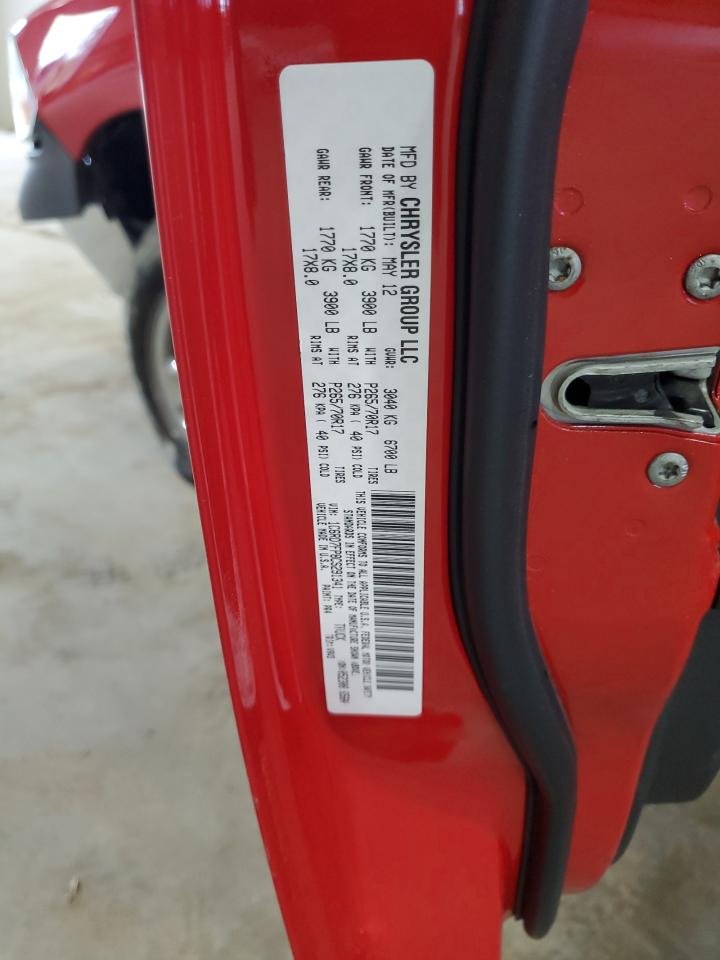 MFD BY CHRYSLER GROUP LLC
DATE OF MFR(BUILT): MAY 12 GVWR: 3040 KG 6700 LB
GAWR FRONT: 1770 KG 3900 LB WITH P265/70R17 TIRES
17X8.0 RIMS AT 276 KPA ( 40 PSI) COLD
GAWR REAR: 1770 KG 3900 LB WITH P265/70R17 TIRES
17X8.0 RIMS AT 276 KPA ( 40 PSI) COLD
THIS VEHICLE CONFORMS TO ALL APPLICABLE U.S.A. FEDERAL MOTOR VEHICLE SAFETY
STANDARDS IN EFFECT ON THE DATE OF MANUFACTURE SHOWN ABOVE.
VIN: 1C6RD7FP8CS291341 TYPE: TRUCK
VEHICLE MADE IN U.S.A. PAINT: PR4